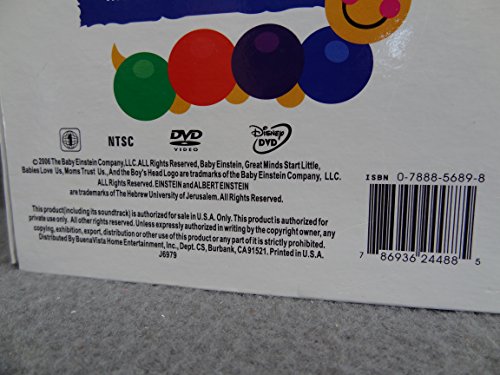 NTSC
DVD
VIDEO
Disney
DVD
© 2006 The Baby Einstein Company,LLC. ALL Rights Reserved, Baby Einstein, Great Minds Start Little,
Babies Love Us, Moms Trust Us,. And the Boy's Head Logo are trademarks of the Baby Einstein Company, LLC.
ALL Rights Reserved. EINSTEIN and ALBERT EINSTEIN
are trademarks of The Hebrew University of Jerusalem. All Rights Reserved.
This product(including its soundtrack) is authorized for sale in U.S.A. Only. This product is authorized for
private use only. All other rights reserved. Unless expressly authorized in writing by the copyright owner, any
copying, exhibition, export, distribution or other use of this product or any part of it is strictly prohibited.
Distributed By BuenaVista Home Entertainment, Inc., Dept. CS, Burbank, CA 91521. Printed in U.S.A.
J6979
ISBN 0-7888-5689-8
7 86936 24488 5